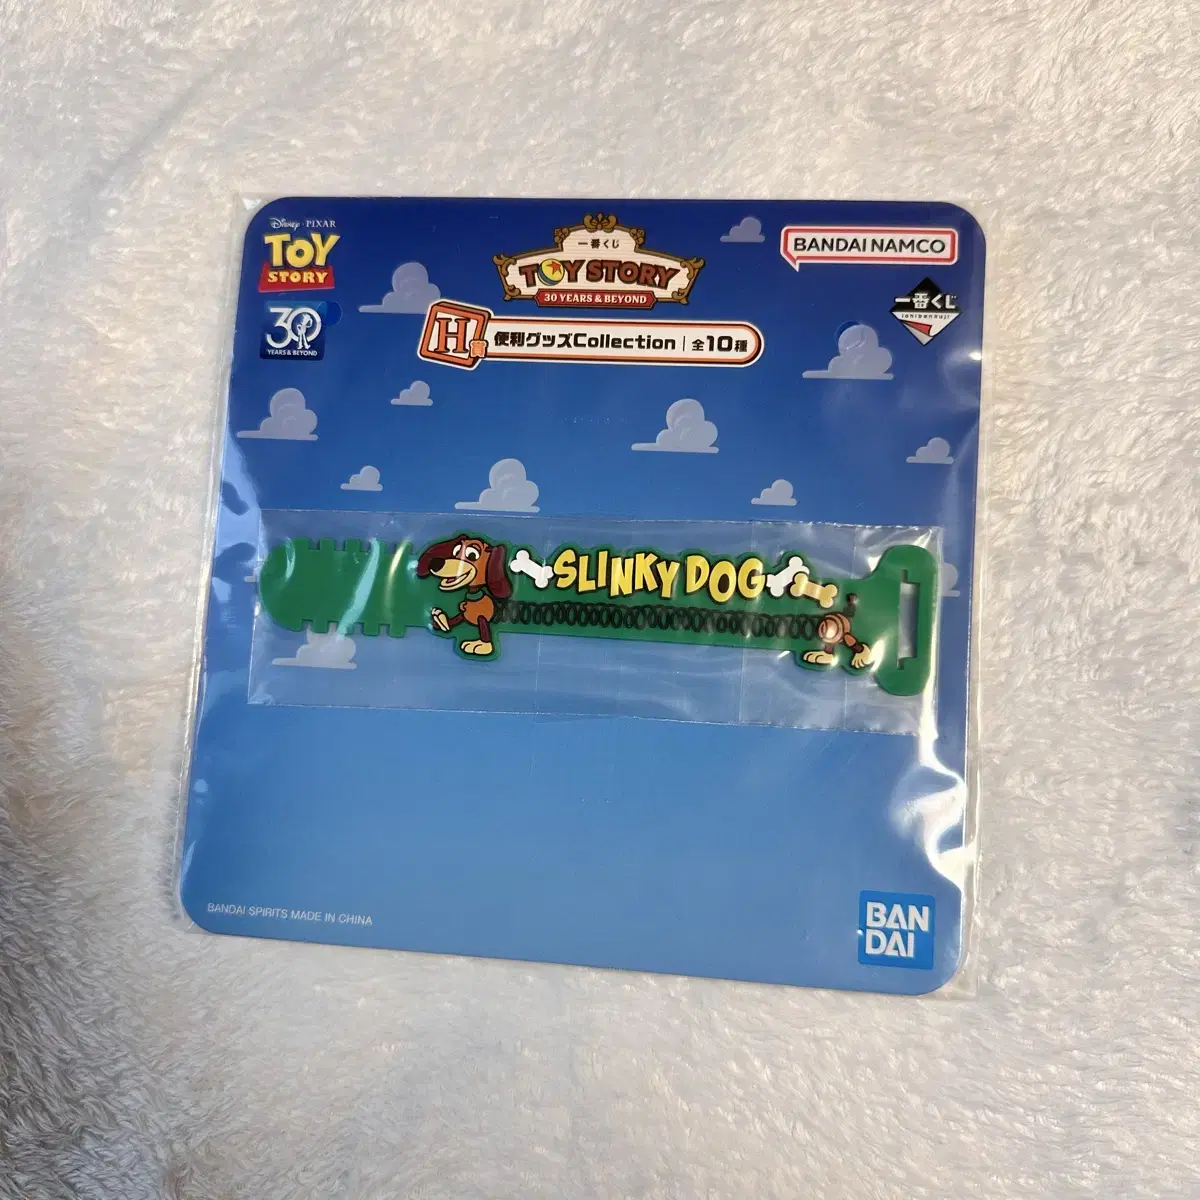 Disney · PIXAR
TOY
STORY
30
YEARS & BEYOND
一番くじ
TOY STORY
30 YEARS & BEYOND
BANDAI NAMCO
一番くじ
ichibankuji
H賞
便利グッズCollection | 全10種
SLINKY DOG
BANDAI SPIRITS MADE IN CHINA
BAN
DAI